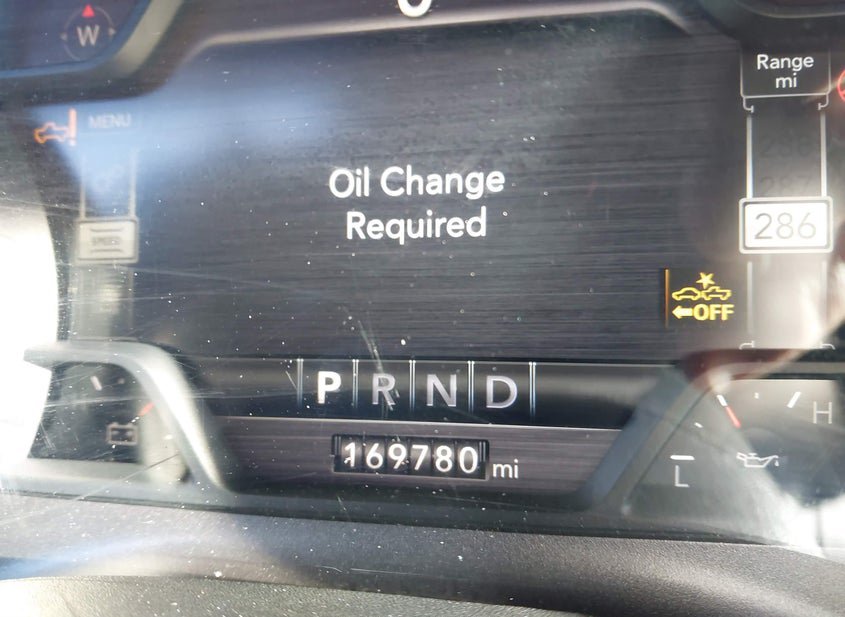 W
Range
mi
MENU
Oil Change
Required
286
OFF
P R N D
169780 mi
L
H